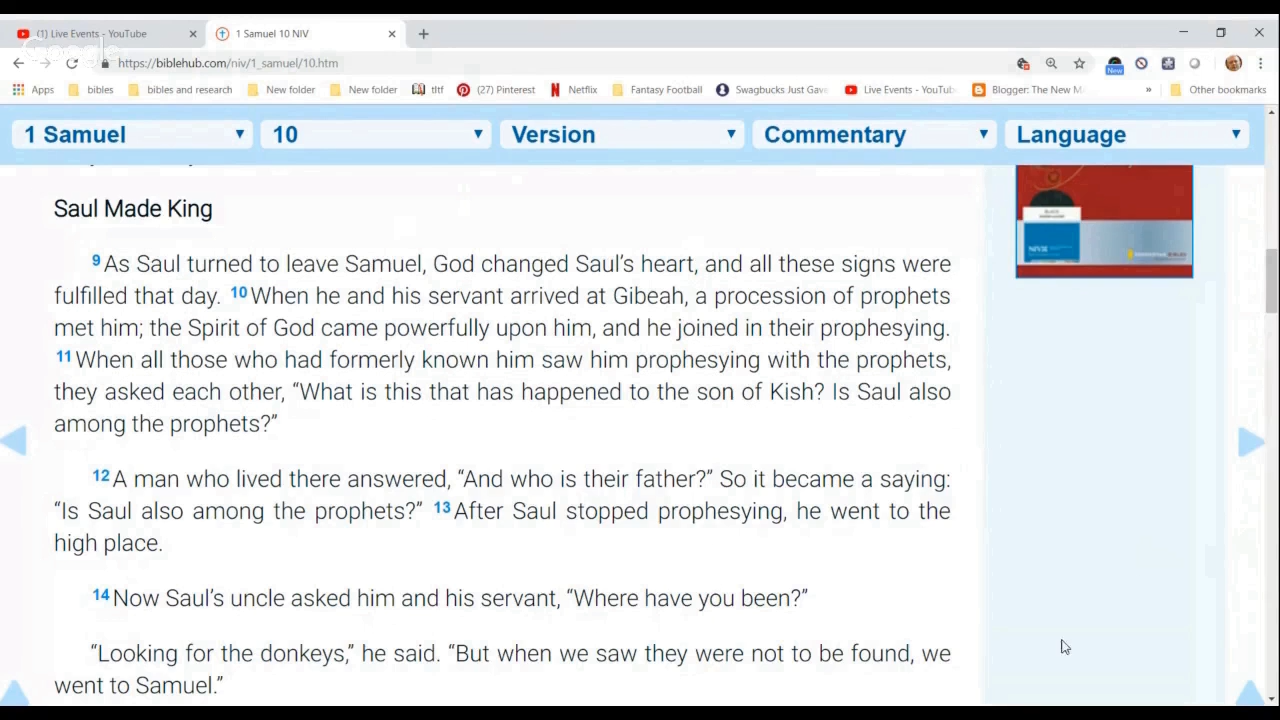 (1) Live Events - YouTube
1 Samuel 10 NIV
Google
https://biblehub.com/niv/1_samuel/10.htm
New
Apps
bibles
bibles and research
New folder
New folder
tltf
(27) Pinterest
Netflix
Fantasy Football
Swagbucks Just Gave
Live Events - YouTub
Blogger: The New M
»
Other bookmarks
1 Samuel
10
Version
Commentary
Language
Saul Made King
9 As Saul turned to leave Samuel, God changed Saul’s heart, and all these signs were
fulfilled that day. 10 When he and his servant arrived at Gibeah, a procession of prophets
met him; the Spirit of God came powerfully upon him, and he joined in their prophesying.
11 When all those who had formerly known him saw him prophesying with the prophets,
they asked each other, “What is this that has happened to the son of Kish? Is Saul also
among the prophets?”
12 A man who lived there answered, “And who is their father?” So it became a saying:
“Is Saul also among the prophets?” 13 After Saul stopped prophesying, he went to the
high place.
14 Now Saul’s uncle asked him and his servant, “Where have you been?”
“Looking for the donkeys,” he said. “But when we saw they were not to be found, we
went to Samuel.”